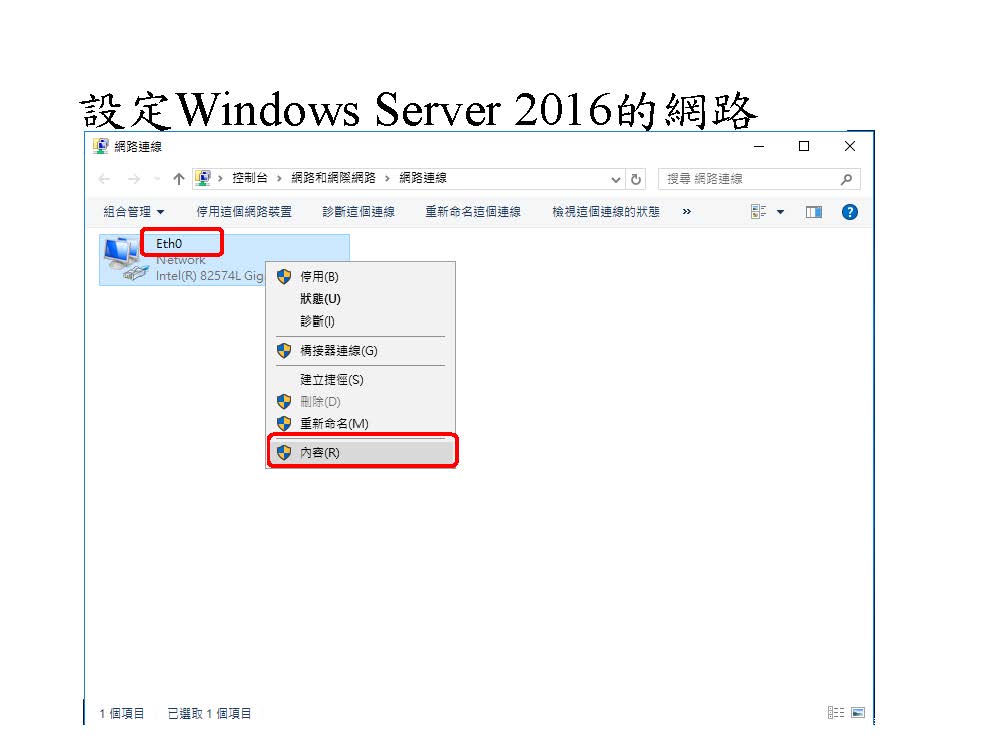 設定Windows Server 2016的網路
網路連線
控制台 > 網路和網際網路 > 網路連線
搜尋 網路連線
組合管理 停用這個網路裝置 診斷這個連線 重新命名這個連線 檢視這個連線的狀態 »
Eth0
Network
Intel(R) 82574L Gig
停用(B)
狀態(U)
診斷(I)
橋接器連線(G)
建立捷徑(S)
刪除(D)
重新命名(M)
內容(R)
1 個項目 已選取 1 個項目